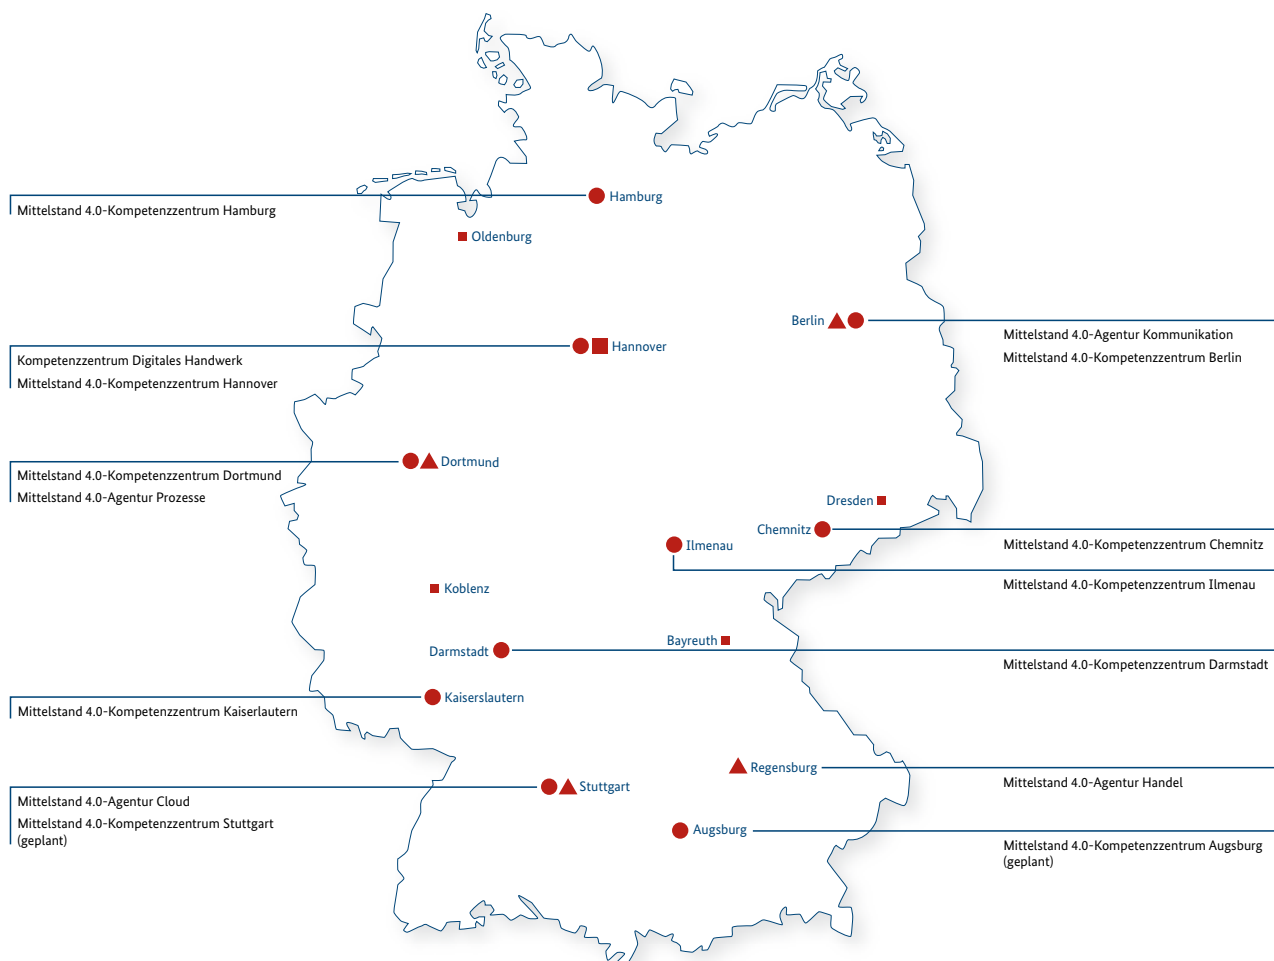 Hamburg
Mittelstand 4.0-Kompetenzzentrum Hamburg
Oldenburg
Berlin
Mittelstand 4.0-Agentur Kommunikation
Mittelstand 4.0-Kompetenzzentrum Berlin
Hannover
Kompetenzzentrum Digitales Handwerk
Mittelstand 4.0-Kompetenzzentrum Hannover
Dortmund
Mittelstand 4.0-Kompetenzzentrum Dortmund
Mittelstand 4.0-Agentur Prozesse
Dresden
Chemnitz
Mittelstand 4.0-Kompetenzzentrum Chemnitz
Ilmenau
Mittelstand 4.0-Kompetenzzentrum Ilmenau
Koblenz
Bayreuth
Darmstadt
Mittelstand 4.0-Kompetenzzentrum Darmstadt
Kaiserslautern
Mittelstand 4.0-Kompetenzzentrum Kaiserlautern
Regensburg
Mittelstand 4.0-Agentur Handel
Stuttgart
Mittelstand 4.0-Agentur Cloud
Mittelstand 4.0-Kompetenzzentrum Stuttgart
(geplant)
Augsburg
Mittelstand 4.0-Kompetenzzentrum Augsburg
(geplant)